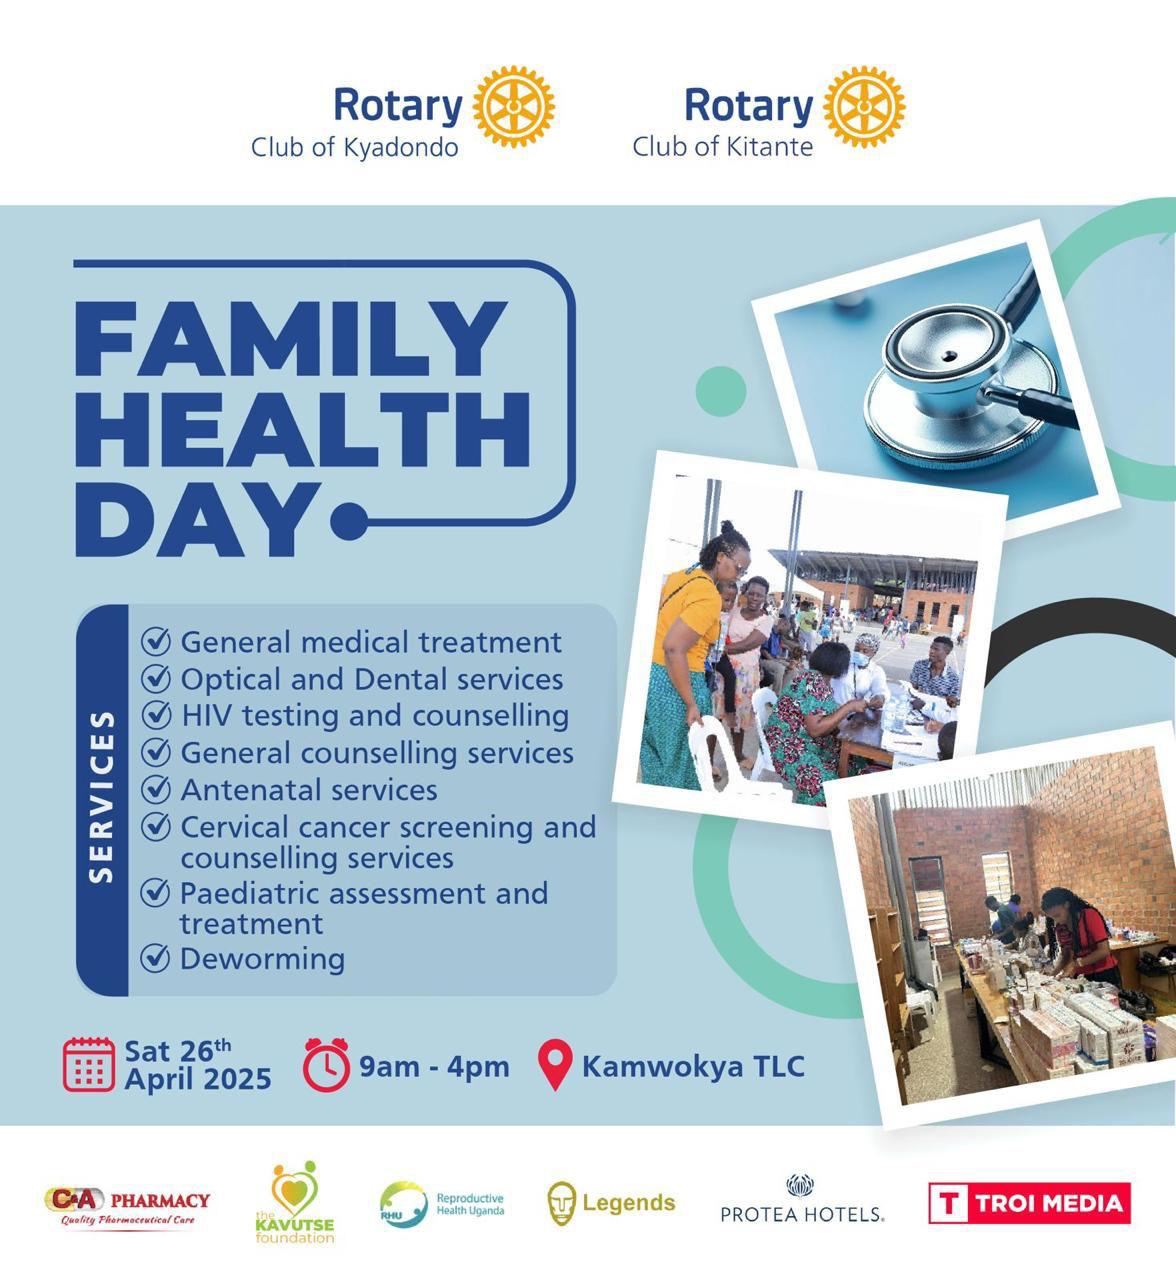 Rotary
Club of Kyadondo
Rotary
Club of Kitante
FAMILY
HEALTH
DAY
SERVICES
General medical treatment
Optical and Dental services
HIV testing and counselling
General counselling services
Antenatal services
Cervical cancer screening and
counselling services
Paediatric assessment and
treatment
Deworming
Sat 26th
April 2025
9am - 4pm
Kamwokya TLC
C&A PHARMACY
Quality Pharmaceutical Care
the
KAVUTSE
foundation
RHU
Reproductive
Health Uganda
Legends
PROTEA HOTELS.
T TROI MEDIA